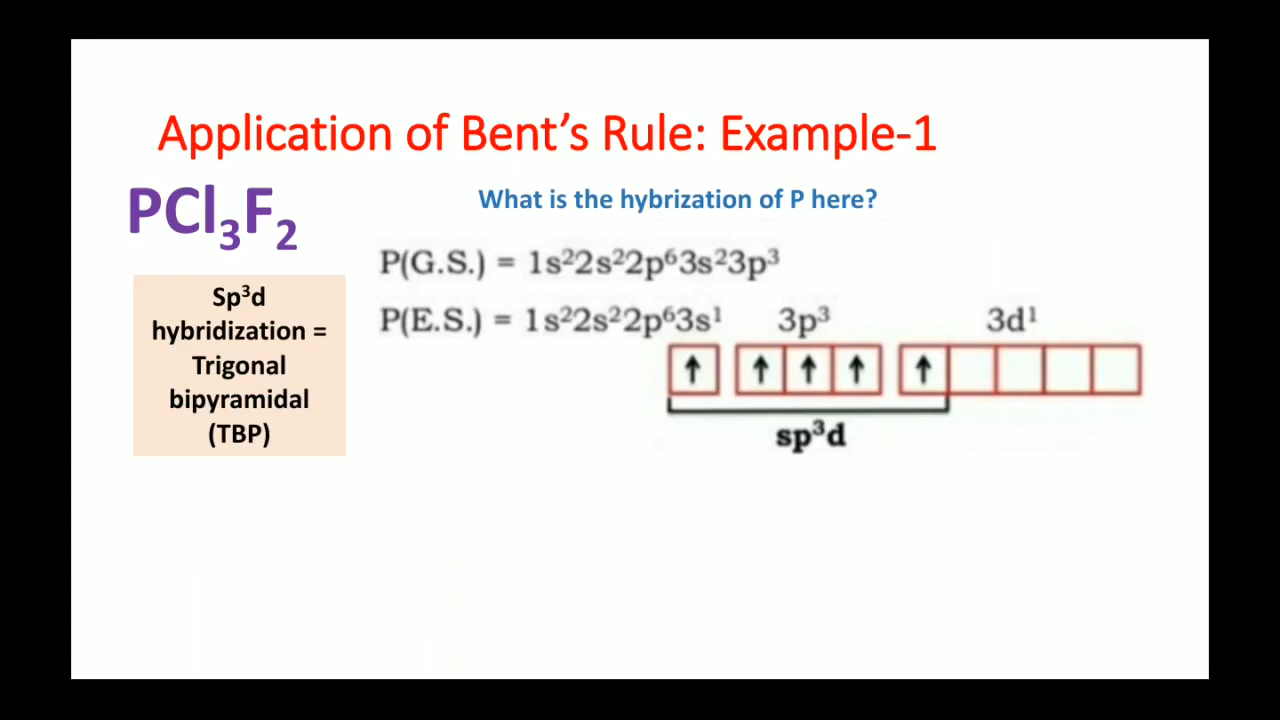 Application of Bent’s Rule: Example-1
PCl₃F₂
What is the hybrization of P here?
P(G.S.) = 1s²2s²2p⁶3s²3p³
Sp³d
hybridization =
Trigonal
bipyramidal
(TBP)
P(E.S.) = 1s²2s²2p⁶3s¹ 3p³ 3d¹
sp³d